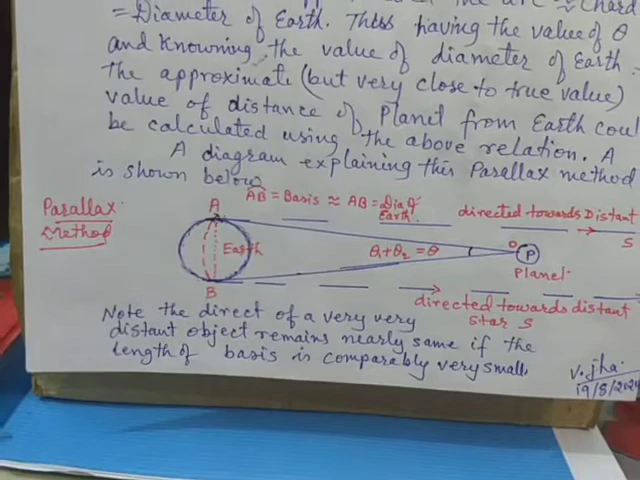 = Diameter of Earth. Thus having the value of θ
and Knowning the value of diameter of Earth
The approximate (but very close to true value)
value of distance of Planet from Earth coul
be calculated using the above relation. A
A diagram explaining this Parallax method
is shown below
Parallax
Method
A
AB = Basis ≈ AB = Dia of
Earth.
directed towards Distant
S
Earth
θ1+θ2 = θ
O
P
Planet.
B
directed towards distant
Star S
Note the direct of a very very
distant object remains nearly same if the
length of basis is comparably very small.
V. Jha.
19/8/2024